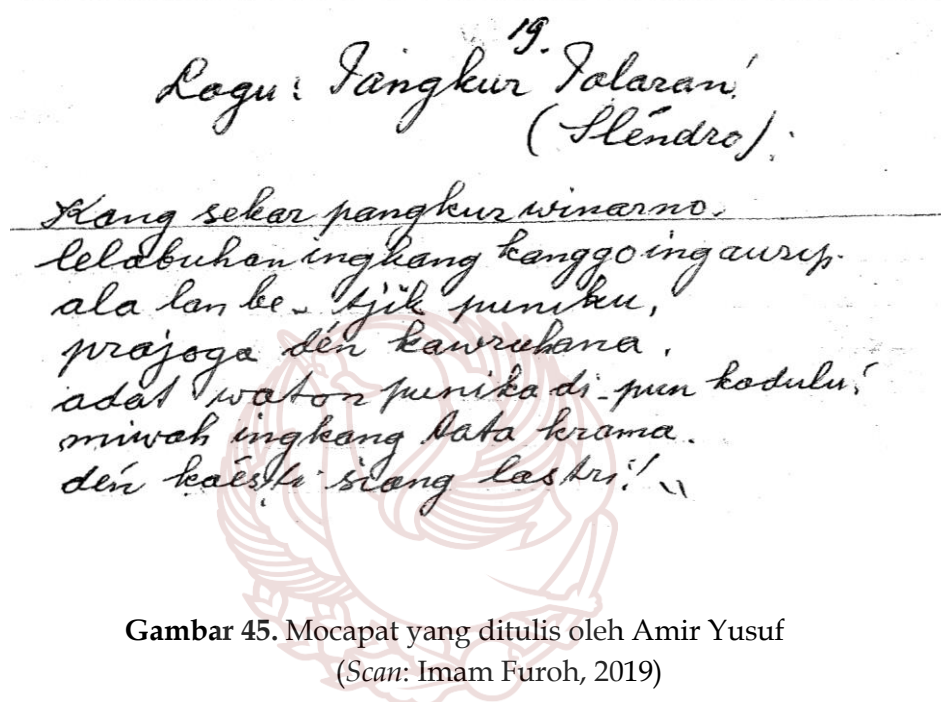 19.
Lagu: Pangkur Palaran!
(Sléndro).
Kang sekar pangkur winarno.
lelabuhan ingkang kanggo ing aurip.
ala lan be-tjik puniku,
prajoga dén kawruhana,
adat waton punika di-pun kadulu!
miwah ingkang tata krama.
dén kaésti siang lastri! \\
Gambar 45. Mocapat yang ditulis oleh Amir Yusuf
(Scan: Imam Furoh, 2019)